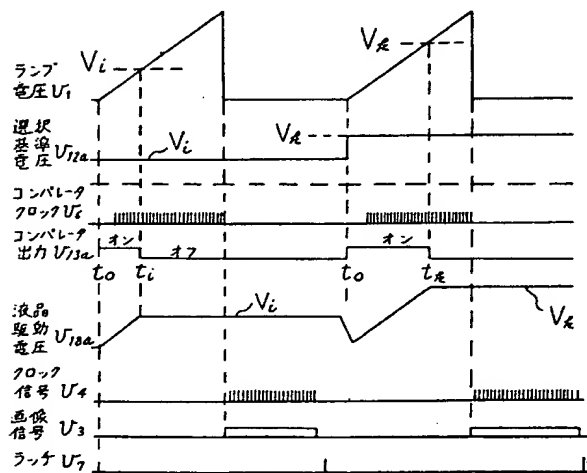 ランプ
電圧 v1
Vi
Vk
選択
基準
電圧 v12a
Vi
Vk
コンパレータ
クロック v6
コンパレータ
出力 v13a
オン
オフ
オン
to
ti
to
tk
液晶
駆動
電圧 v18a
Vi
Vk
クロック
信号 v4
画像
信号 v3
ラッチ v7